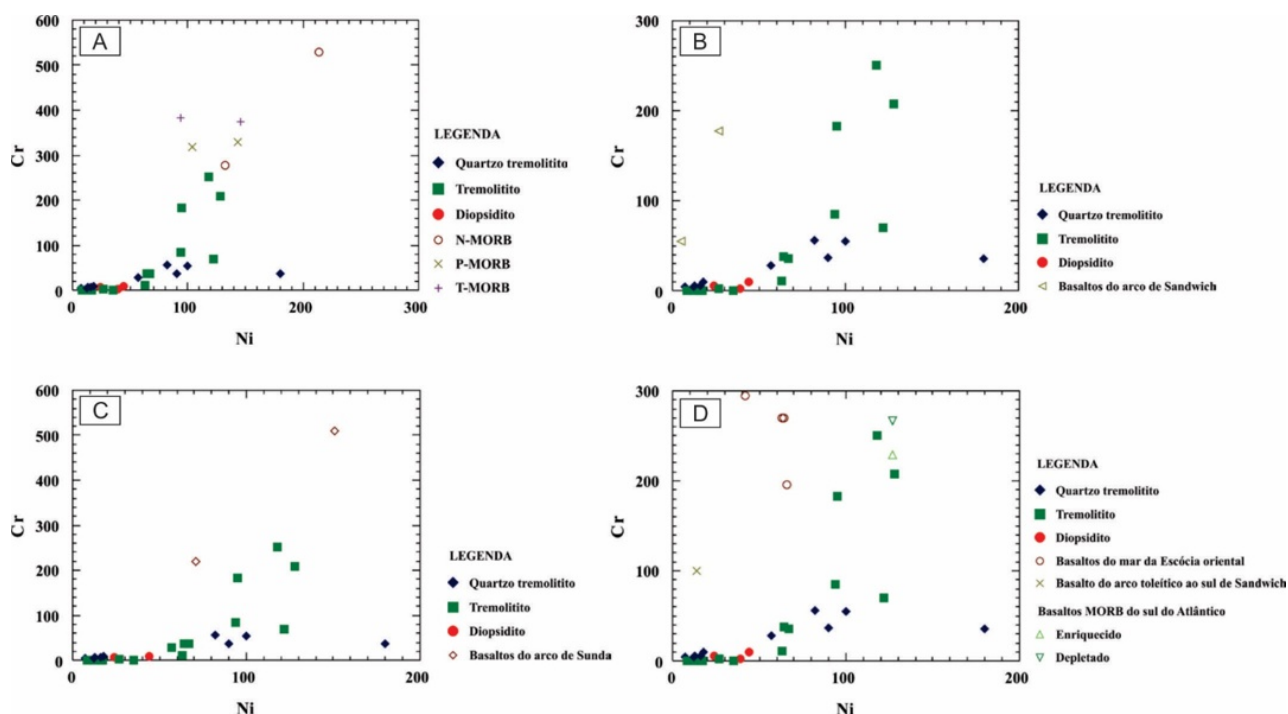 A
600
500
400
300
200
100
0
Cr
0
100
200
300
Ni
LEGENDA
Quartzo tremolitito
Tremolitito
Diopsidito
N-MORB
P-MORB
T-MORB
B
300
200
100
0
Cr
0
100
200
Ni
LEGENDA
Quartzo tremolitito
Tremolitito
Diopsidito
Basaltos do arco de Sandwich
C
600
500
400
300
200
100
0
Cr
0
100
200
Ni
LEGENDA
Quartzo tremolitito
Tremolitito
Diopsidito
Basaltos do arco de Sunda
D
300
200
100
0
Cr
0
100
200
Ni
LEGENDA
Quartzo tremolitito
Tremolitito
Diopsidito
Basaltos do mar da Escócia oriental
Basalto do arco toleítico ao sul de Sandwich
Basaltos MORB do sul do Atlântico
Enriquecido
Depletado